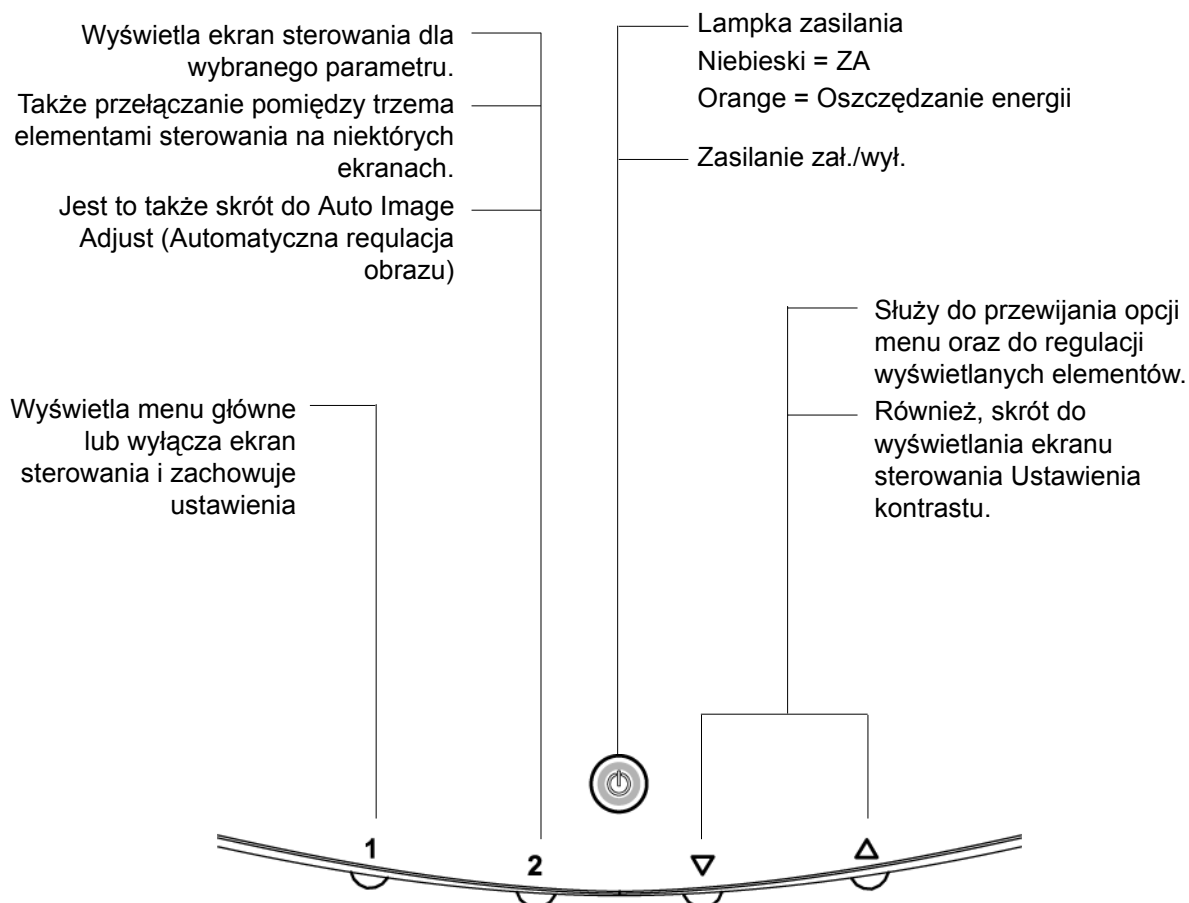 Wyświetla ekran sterowania dla
wybranego parametru.
Także przełączanie pomiędzy trzema
elementami sterowania na niektórych
ekranach.
Jest to także skrót do Auto Image
Adjust (Automatyczna requlacja
obrazu)
Lampka zasilania
Niebieski = ZA
Orange = Oszczędzanie energii
Zasilanie zał./wył.
Służy do przewijania opcji
menu oraz do regulacji
wyświetlanych elementów.
Również, skrót do
wyświetlania ekranu
sterowania Ustawienia
kontrastu.
Wyświetla menu główne
lub wyłącza ekran
sterowania i zachowuje
ustawienia
1
2